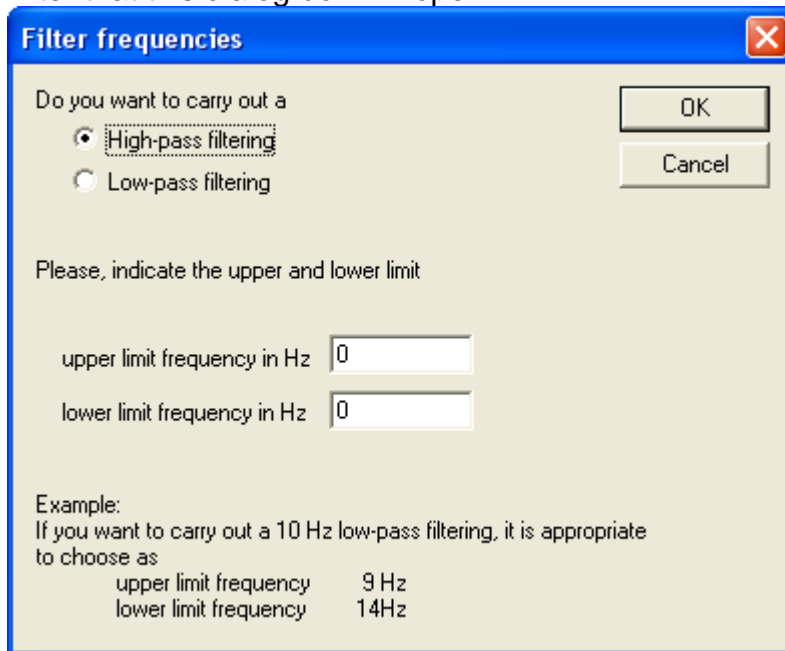 Filter frequencies
Do you want to carry out a
OK
High-pass filtering
Cancel
Low-pass filtering
Please, indicate the upper and lower limit
upper limit frequency in Hz 0
lower limit frequency in Hz 0
Example:
If you want to carry out a 10 Hz low-pass filtering, it is appropriate
to choose as
upper limit frequency 9 Hz
lower limit frequency 14Hz